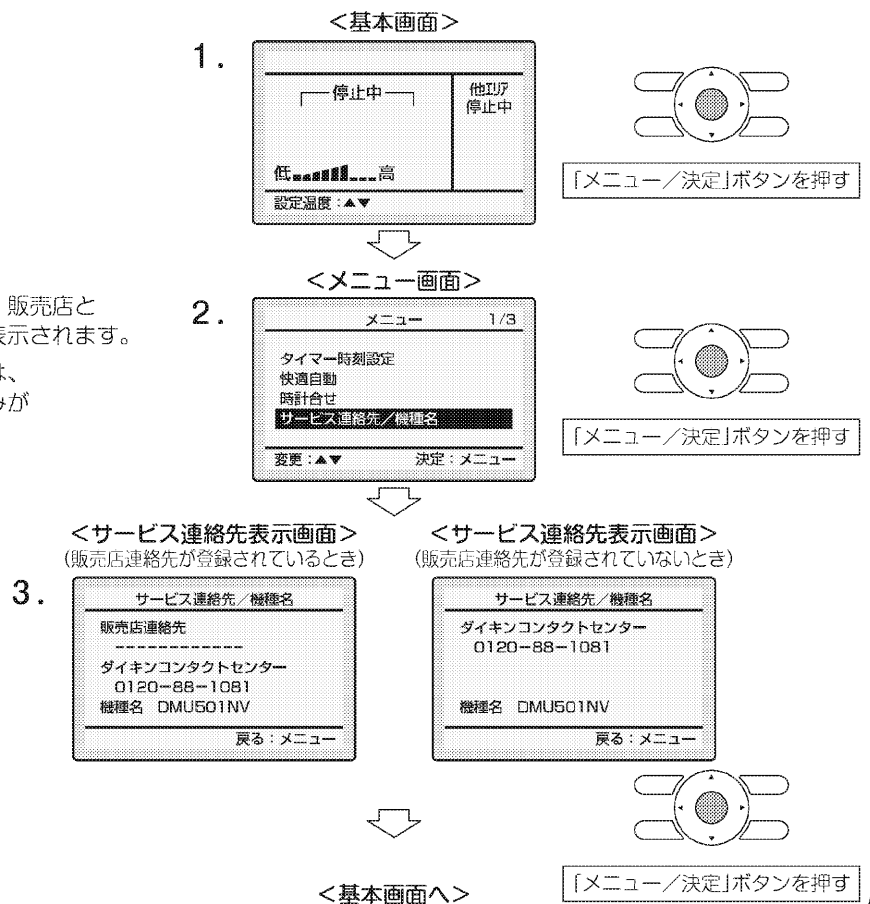 <基本画面>
1.
停止中
他エリア
停止中
低 高
設定温度:▲▼
「メニュー/決定」ボタンを押す
<メニュー画面>
販売店と
表示されます。
は、
みが
2.
メニュー 1/3
タイマー時刻設定
快適自動
時計合せ
サービス連絡先/機種名
変更:▲▼ 決定:メニュー
「メニュー/決定」ボタンを押す
<サービス連絡先表示画面>
(販売店連絡先が登録されているとき)
3.
サービス連絡先/機種名
販売店連絡先
------------
ダイキンコンタクトセンター
0120-88-1081
機種名 DMU501NV
戻る:メニュー
<サービス連絡先表示画面>
(販売店連絡先が登録されていないとき)
サービス連絡先/機種名
ダイキンコンタクトセンター
0120-88-1081
機種名 DMU501NV
戻る:メニュー
「メニュー/決定」ボタンを押す
<基本画面へ>